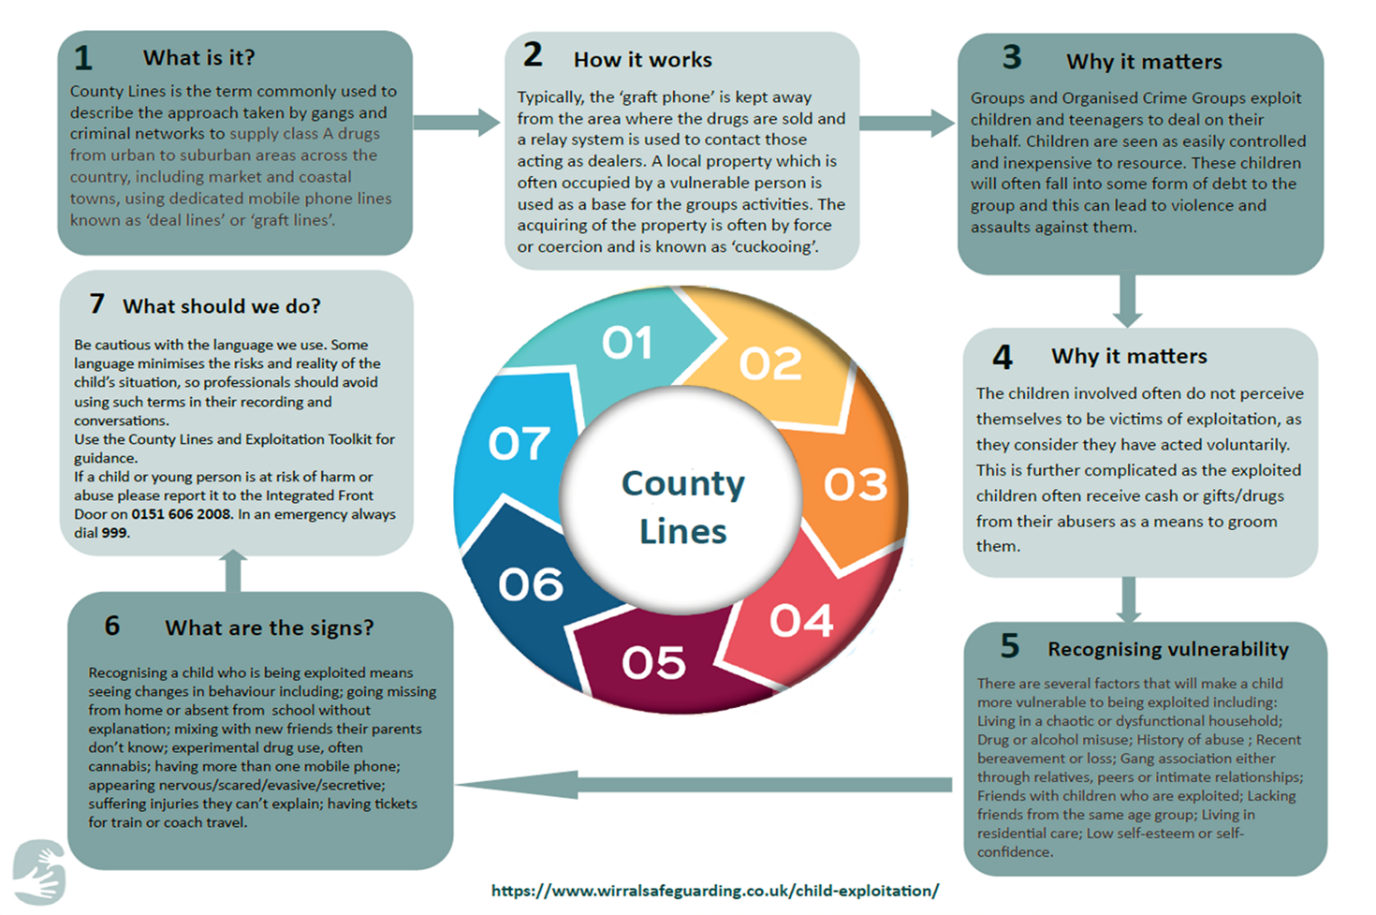 1 What is it?
County Lines is the term commonly used to
describe the approach taken by gangs and
criminal networks to supply class A drugs
from urban to suburban areas across the
country, including market and coastal
towns, using dedicated mobile phone lines
known as ‘deal lines’ or ‘graft lines’.
2 How it works
Typically, the ‘graft phone’ is kept away
from the area where the drugs are sold and
a relay system is used to contact those
acting as dealers. A local property which is
often occupied by a vulnerable person is
used as a base for the groups activities. The
acquiring of the property is often by force
or coercion and is known as ‘cuckooing’.
3 Why it matters
Groups and Organised Crime Groups exploit
children and teenagers to deal on their
behalf. Children are seen as easily controlled
and inexpensive to resource. These children
will often fall into some form of debt to the
group and this can lead to violence and
assaults against them.
4 Why it matters
The children involved often do not perceive
themselves to be victims of exploitation, as
they consider they have acted voluntarily.
This is further complicated as the exploited
children often receive cash or gifts/drugs
from their abusers as a means to groom
them.
5 Recognising vulnerability
There are several factors that will make a child
more vulnerable to being exploited including:
Living in a chaotic or dysfunctional household;
Drug or alcohol misuse; History of abuse ; Recent
bereavement or loss; Gang association either
through relatives, peers or intimate relationships;
Friends with children who are exploited; Lacking
friends from the same age group; Living in
residential care; Low self-esteem or self-
confidence.
6 What are the signs?
Recognising a child who is being exploited means
seeing changes in behaviour including; going missing
from home or absent from school without
explanation; mixing with new friends their parents
don’t know; experimental drug use, often
cannabis; having more than one mobile phone;
appearing nervous/scared/evasive/secretive;
suffering injuries they can’t explain; having tickets
for train or coach travel.
7 What should we do?
Be cautious with the language we use. Some
language minimises the risks and reality of the
child’s situation, so professionals should avoid
using such terms in their recording and
conversations.
Use the County Lines and Exploitation Toolkit for
guidance.
If a child or young person is at risk of harm or
abuse please report it to the Integrated Front
Door on 0151 606 2008. In an emergency always
dial 999.
01
02
03
04
05
06
07
County
Lines
https://www.wirralsafeguarding.co.uk/child-exploitation/